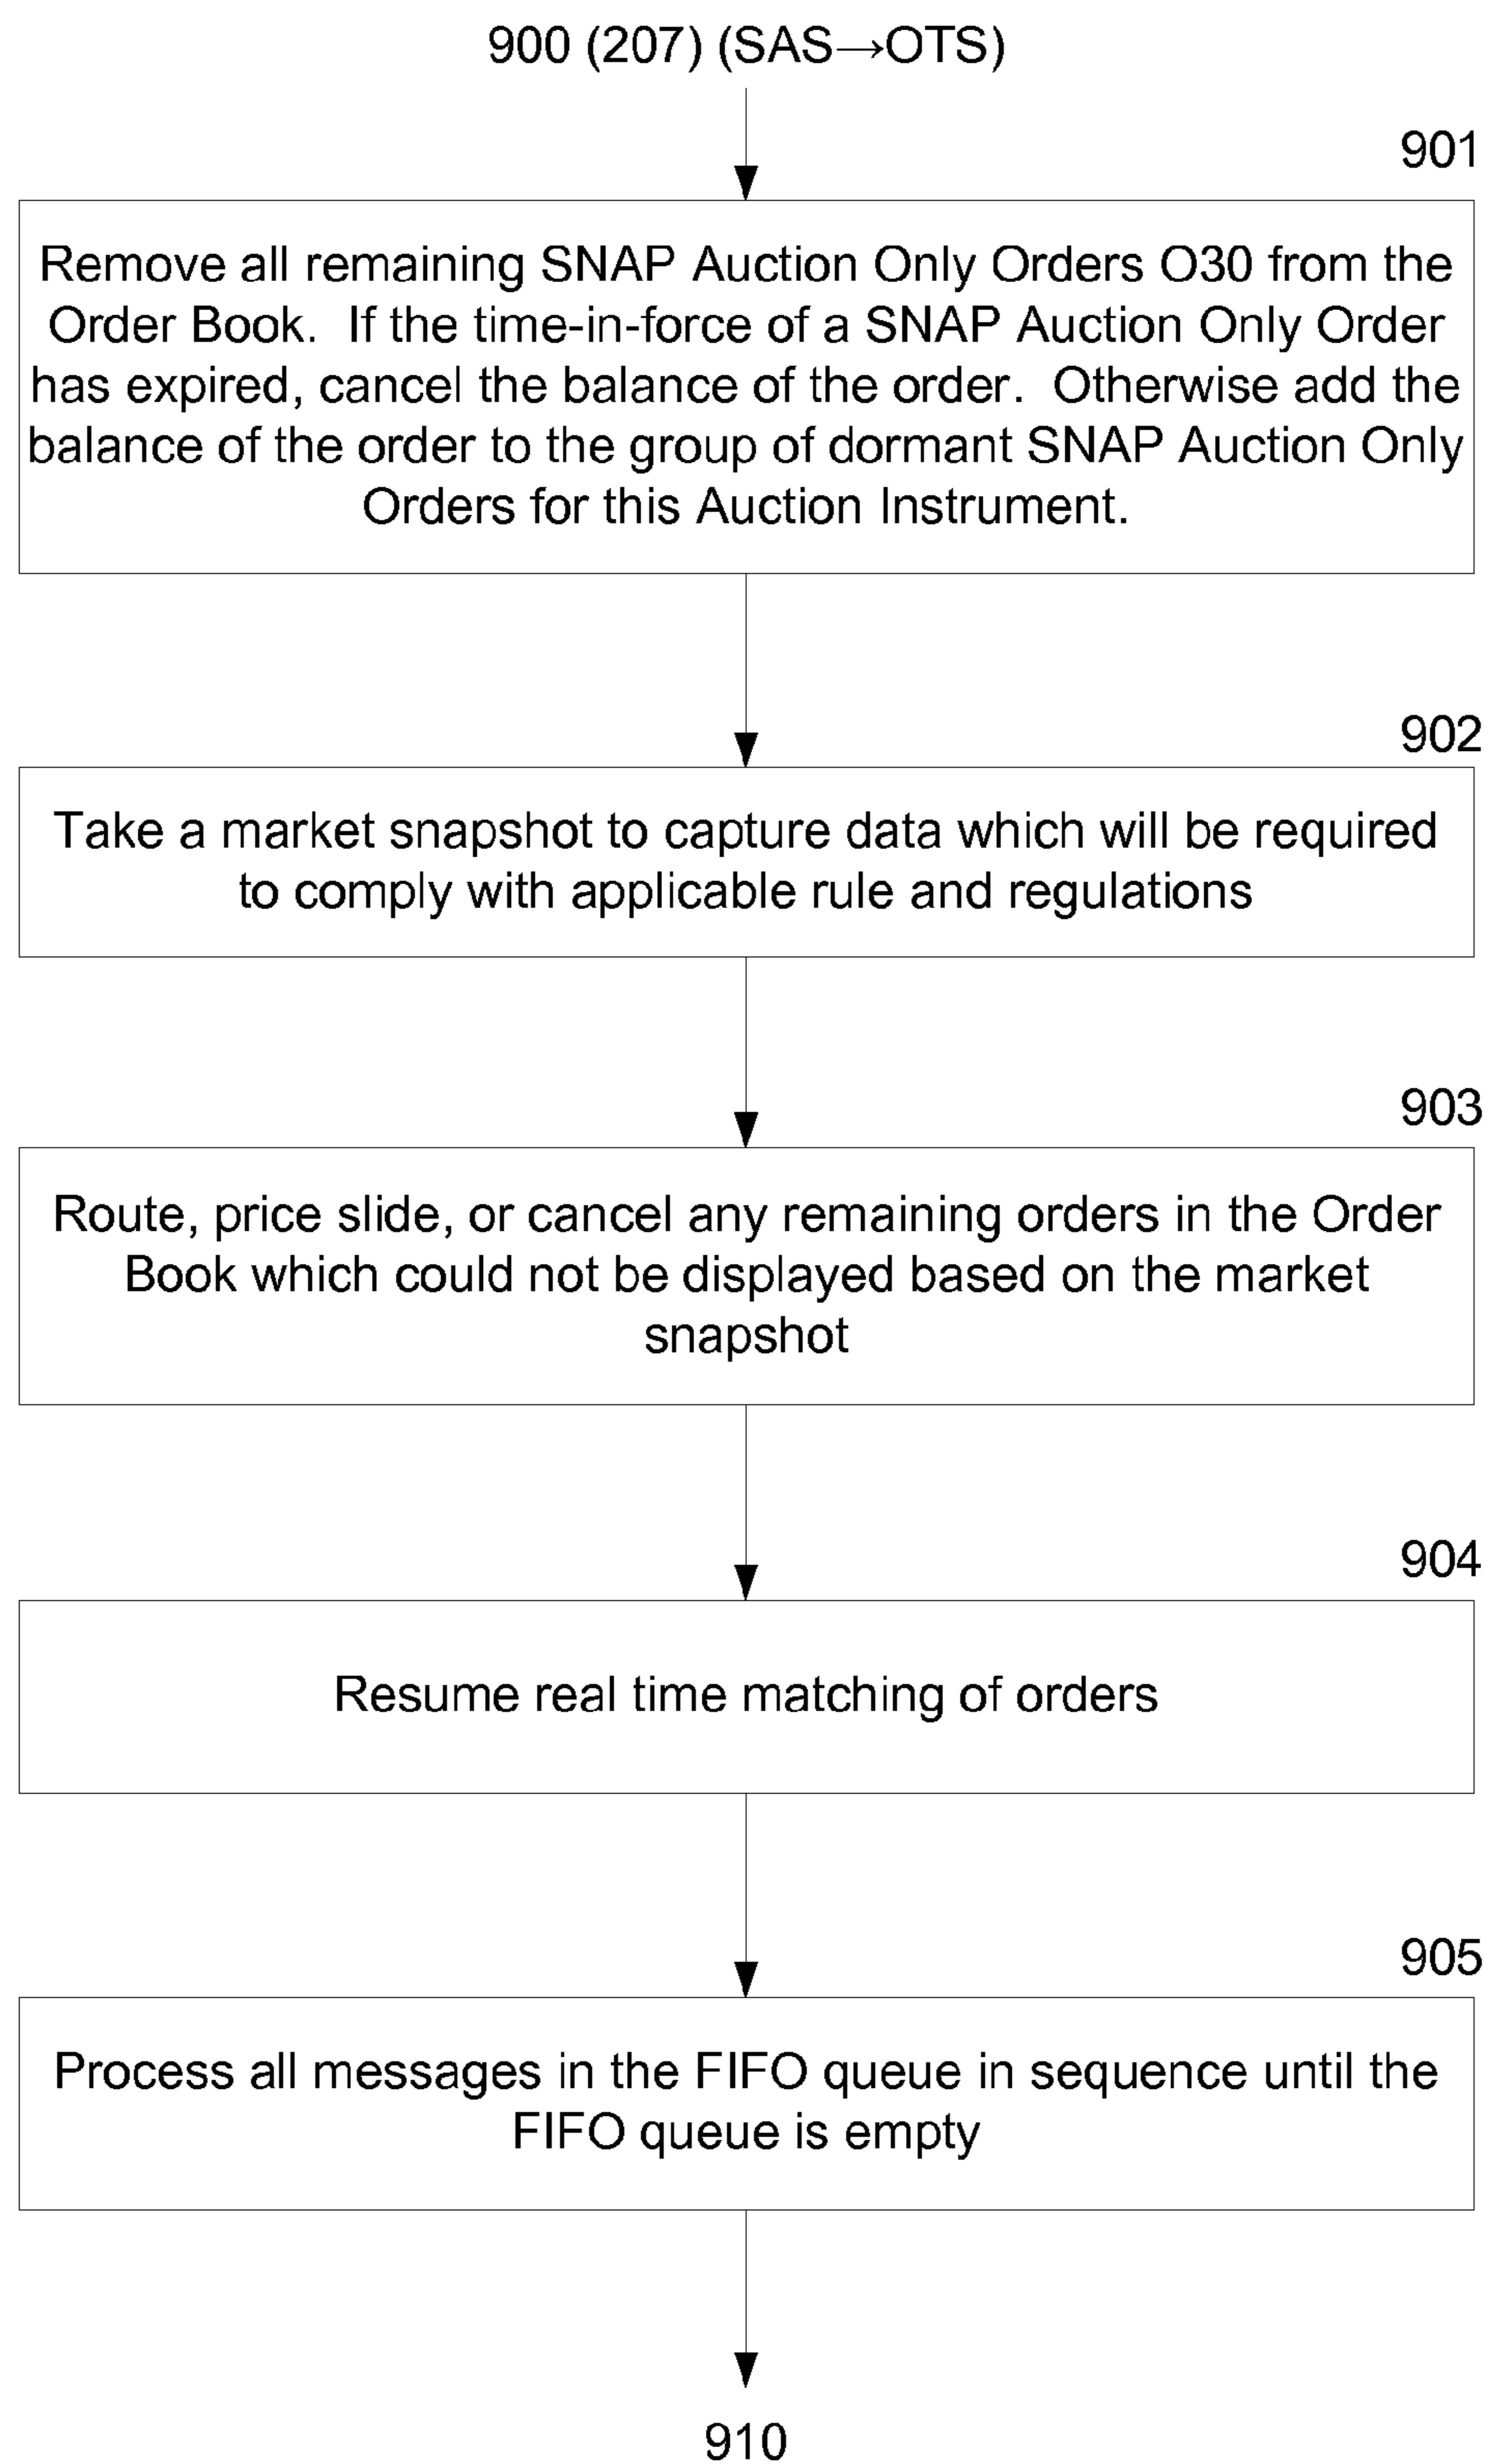 900 (207) (SAS→OTS)
901
Remove all remaining SNAP Auction Only Orders O30 from the
Order Book.  If the time-in-force of a SNAP Auction Only Order
has expired, cancel the balance of the order.  Otherwise add the
balance of the order to the group of dormant SNAP Auction Only
Orders for this Auction Instrument.
902
Take a market snapshot to capture data which will be required
to comply with applicable rule and regulations
903
Route, price slide, or cancel any remaining orders in the Order
Book which could not be displayed based on the market
snapshot
904
Resume real time matching of orders
905
Process all messages in the FIFO queue in sequence until the
FIFO queue is empty
910